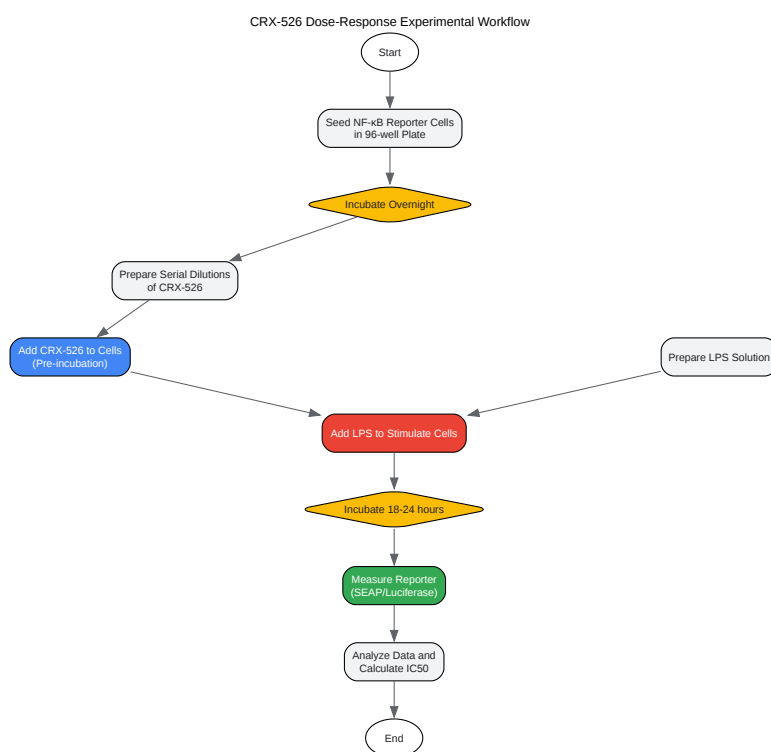 CRX-526 Dose-Response Experimental Workflow
Start
Seed NF-κB Reporter Cells
in 96-well Plate
Incubate Overnight
Prepare Serial Dilutions
of CRX-526
Add CRX-526 to Cells
(Pre-incubation)
Prepare LPS Solution
Add LPS to Stimulate Cells
Incubate 18-24 hours
Measure Reporter
(SEAP/Luciferase)
Analyze Data and
Calculate IC50
End